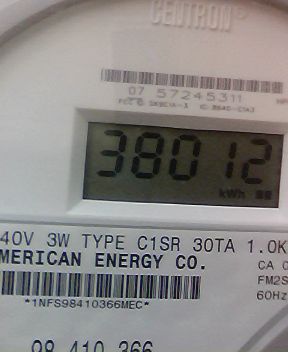 CENTRON®
07 57245311
38012
kWh
40V 3W TYPE C1SR 30TA 1.0K
MERICAN ENERGY CO.
CA 0
FM2S
60Hz
*1NFS98410366MEC*
98 410 366